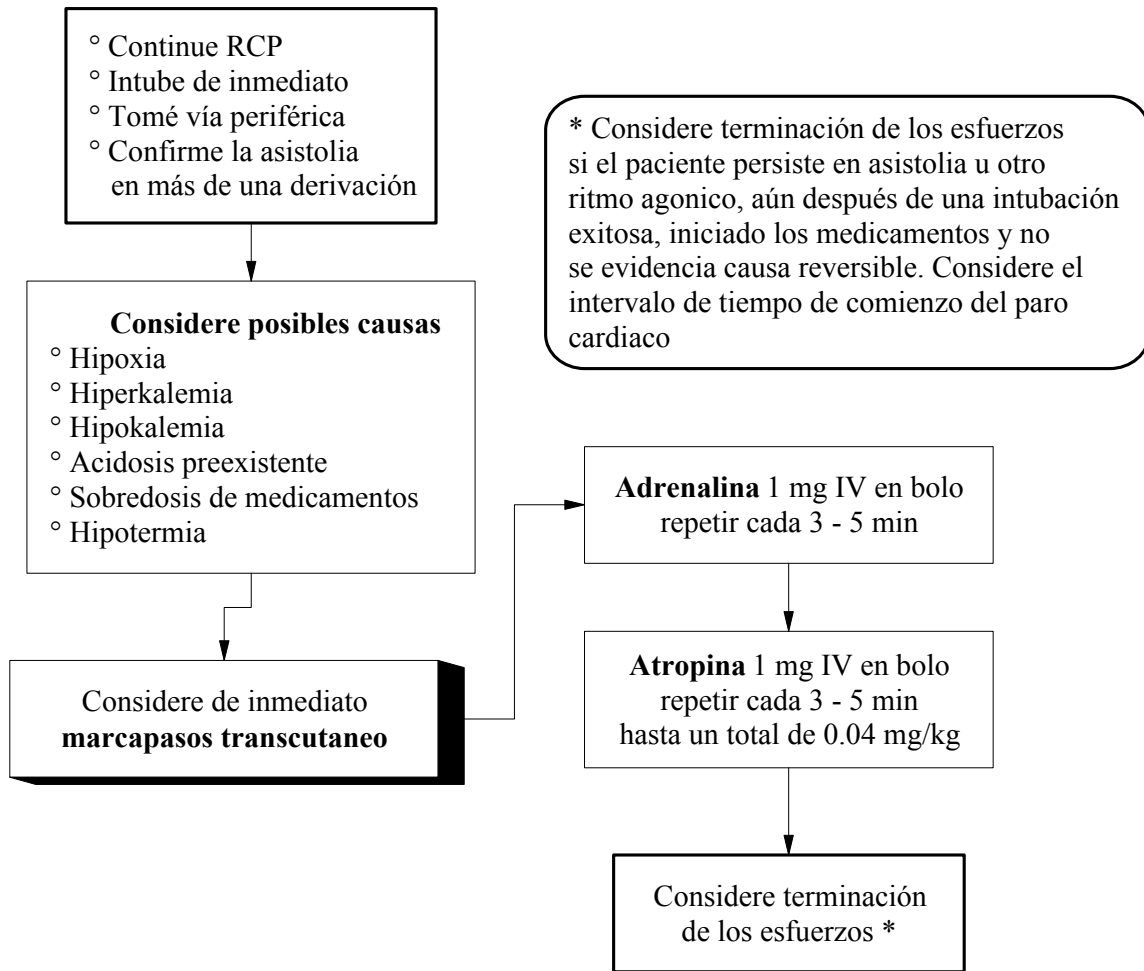 ° Continue RCP
° Intube de inmediato
° Tomé vía periférica
° Confirme la asistolia
en más de una derivación
* Considere terminación de los esfuerzos
si el paciente persiste en asistolia u otro
ritmo agonico, aún después de una intubación
exitosa, iniciado los medicamentos y no
se evidencia causa reversible. Considere el
intervalo de tiempo de comienzo del paro
cardiaco
Considere posibles causas
° Hipoxia
° Hiperkalemia
° Hipokalemia
° Acidosis preexistente
° Sobredosis de medicamentos
° Hipotermia
Considere de inmediato
marcapasos transcutaneo
Adrenalina 1 mg IV en bolo
repetir cada 3 - 5 min
Atropina 1 mg IV en bolo
repetir cada 3 - 5 min
hasta un total de 0.04 mg/kg
Considere terminación
de los esfuerzos *